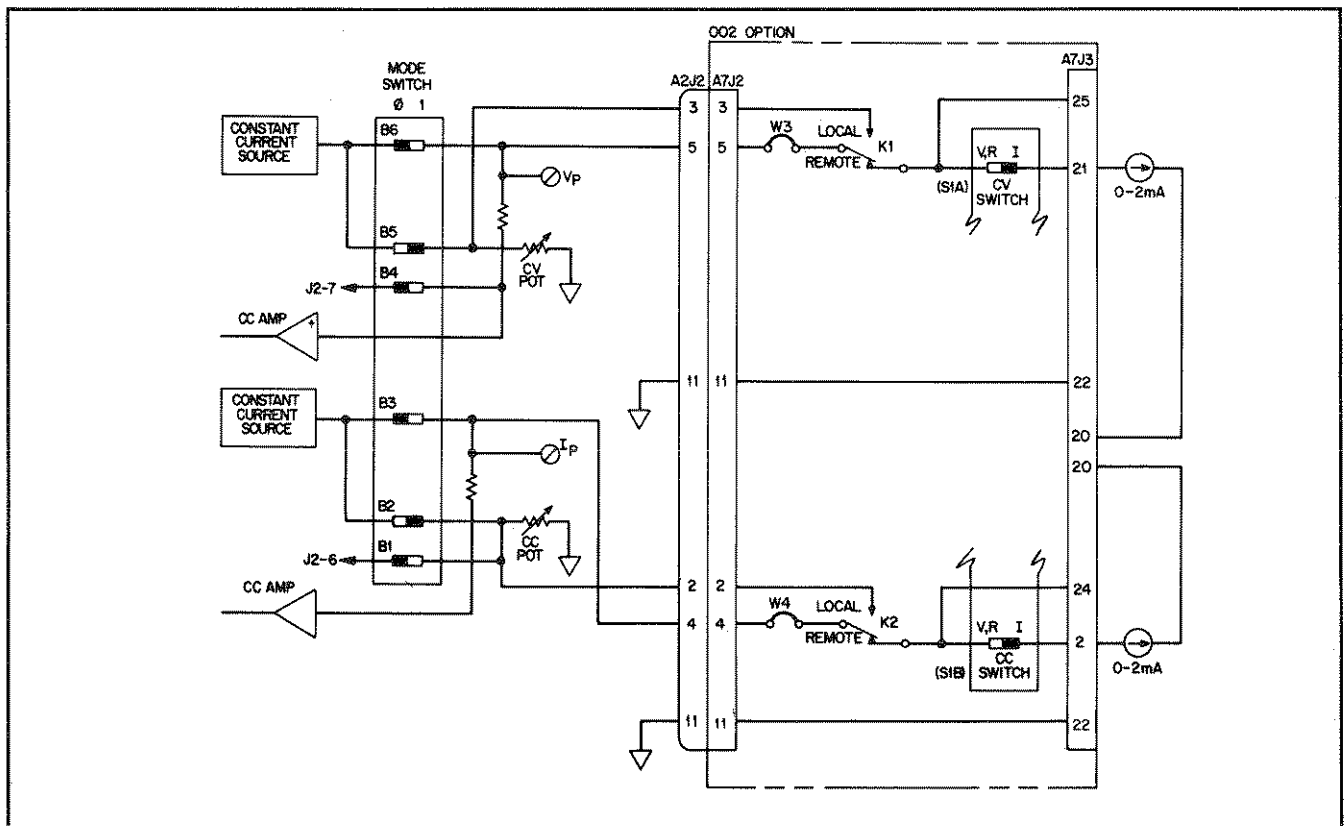 002 OPTION
A7J3
MODE
SWITCH
Ø 1
A2J2 A7J2
B6
3 3
25
CONSTANT
CURRENT
SOURCE
W3
LOCAL
K1
5 5
REMOTE
V,R I
21
VP
(S1A)
CV
SWITCH
0-2mA
B5
CV
POT
B4
J2-7
CC AMP
+
11 11
22
CONSTANT
CURRENT
SOURCE
B3
20
IP
20
B2
CC
POT
J2-6
B1
2 2
24
CC AMP
W4
LOCAL
K2
4 4
REMOTE
V,R I
2
(S1B)
CC
SWITCH
0-2mA
11 11
22